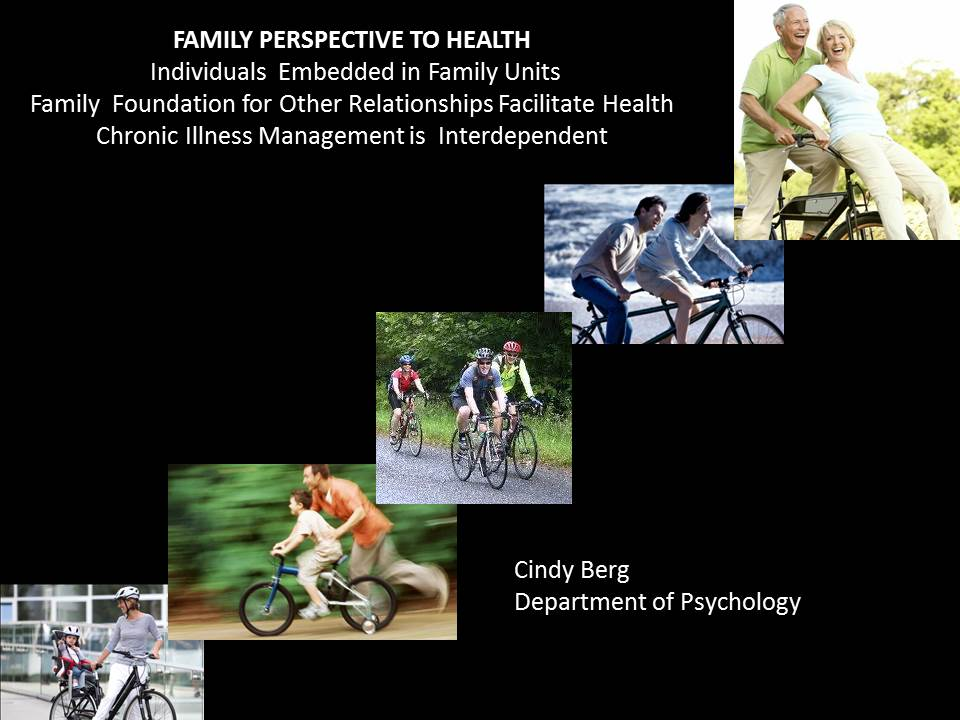 FAMILY PERSPECTIVE TO HEALTH
Individuals Embedded in Family Units
Family Foundation for Other Relationships Facilitate Health
Chronic Illness Management is Interdependent
Cindy Berg
Department of Psychology